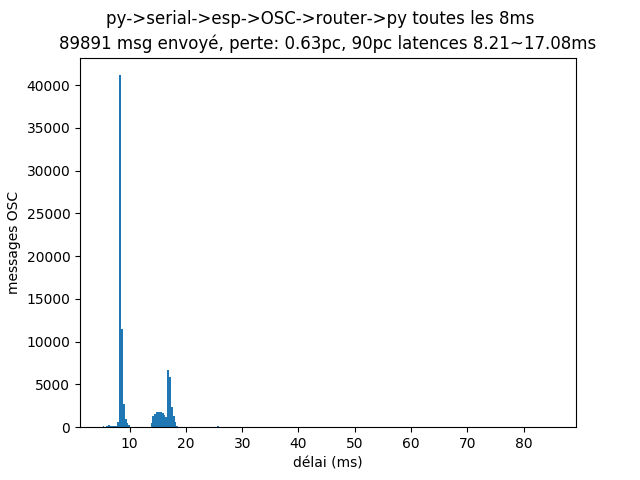 py->serial->esp->OSC->router->py toutes les 8ms
89891 msg envoyé, perte: 0.63pc, 90pc latences 8.21~17.08ms
40000
35000
30000
25000
20000
15000
10000
5000
0
messages OSC
10 20 30 40 50 60 70 80
délai (ms)